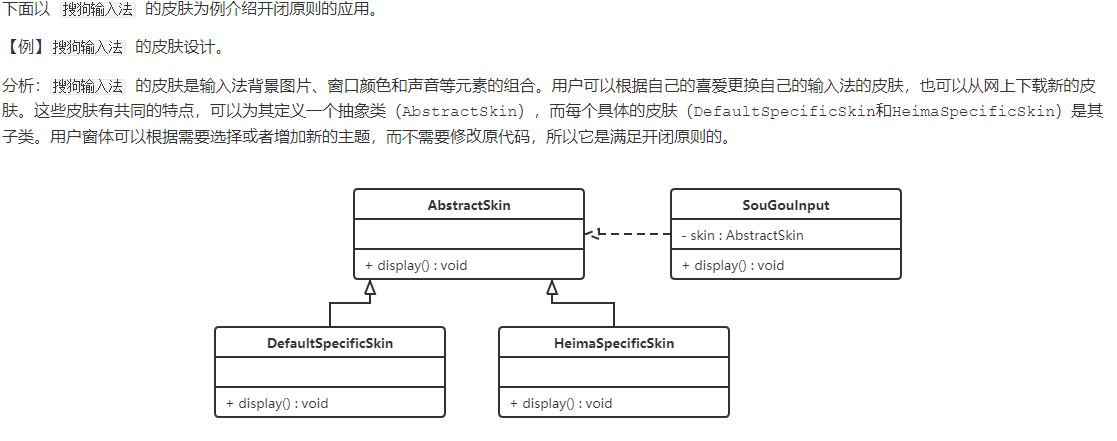 下面以 搜狗输入法 的皮肤为例介绍开闭原则的应用。
【例】搜狗输入法 的皮肤设计。
分析：搜狗输入法 的皮肤是输入法背景图片、窗口颜色和声音等元素的组合。用户可以根据自己的喜爱更换自己的输入法的皮肤，也可以从网上下载新的皮
肤。这些皮肤有共同的特点，可以为其定义一个抽象类（AbstractSkin），而每个具体的皮肤（DefaultSpecificSkin和HeimaSpecificSkin）是其
子类。用户窗体可以根据需要选择或者增加新的主题，而不需要修改原代码，所以它是满足开闭原则的。
AbstractSkin
+ display() : void
SouGouInput
- skin : AbstractSkin
+ display() : void
DefaultSpecificSkin
+ display() : void
HeimaSpecificSkin
+ display() : void